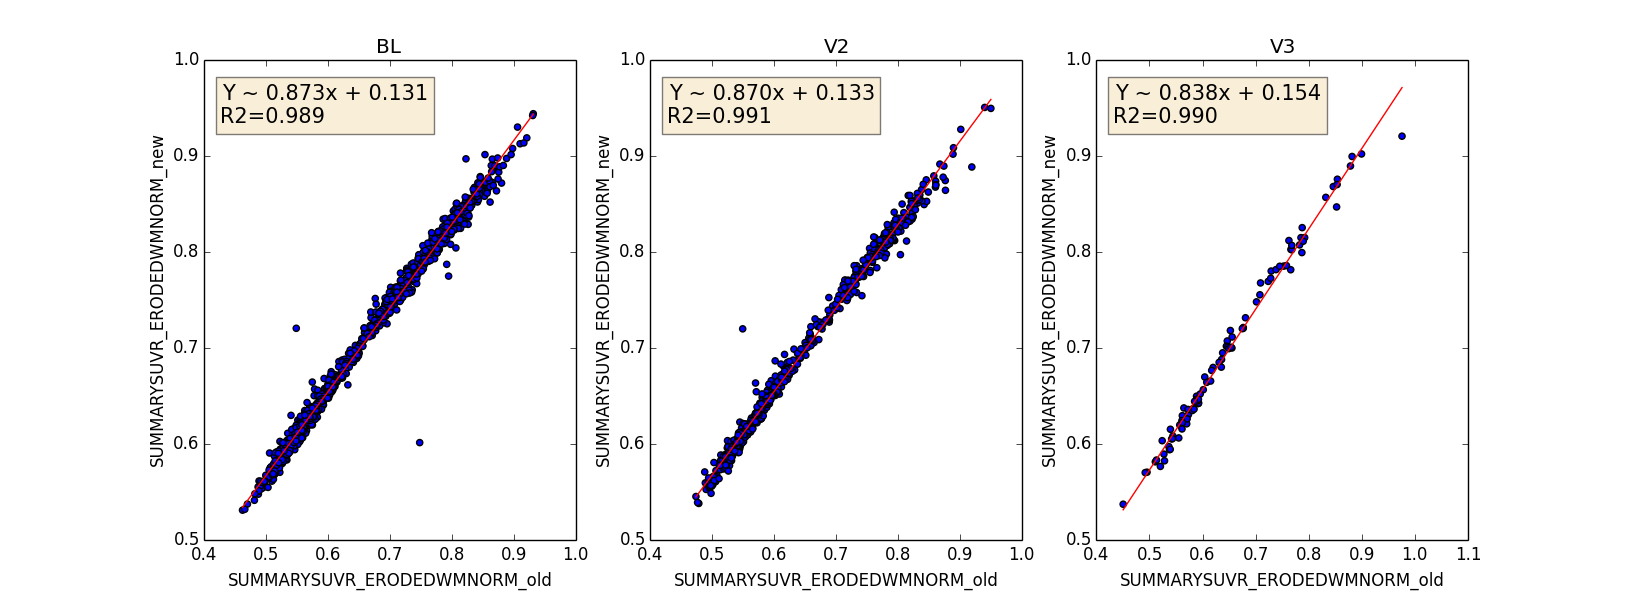 BL
Y ~ 0.873x + 0.131
R2=0.989
SUMMARYSUVR_ERODEDWMNORM_new
1.0
0.9
0.8
0.7
0.6
0.5
0.4 0.5 0.6 0.7 0.8 0.9 1.0
SUMMARYSUVR_ERODEDWMNORM_old
V2
Y ~ 0.870x + 0.133
R2=0.991
SUMMARYSUVR_ERODEDWMNORM_new
1.0
0.9
0.8
0.7
0.6
0.5
0.4 0.5 0.6 0.7 0.8 0.9 1.0
SUMMARYSUVR_ERODEDWMNORM_old
V3
Y ~ 0.838x + 0.154
R2=0.990
SUMMARYSUVR_ERODEDWMNORM_new
1.0
0.9
0.8
0.7
0.6
0.5
0.4 0.5 0.6 0.7 0.8 0.9 1.0 1.1
SUMMARYSUVR_ERODEDWMNORM_old